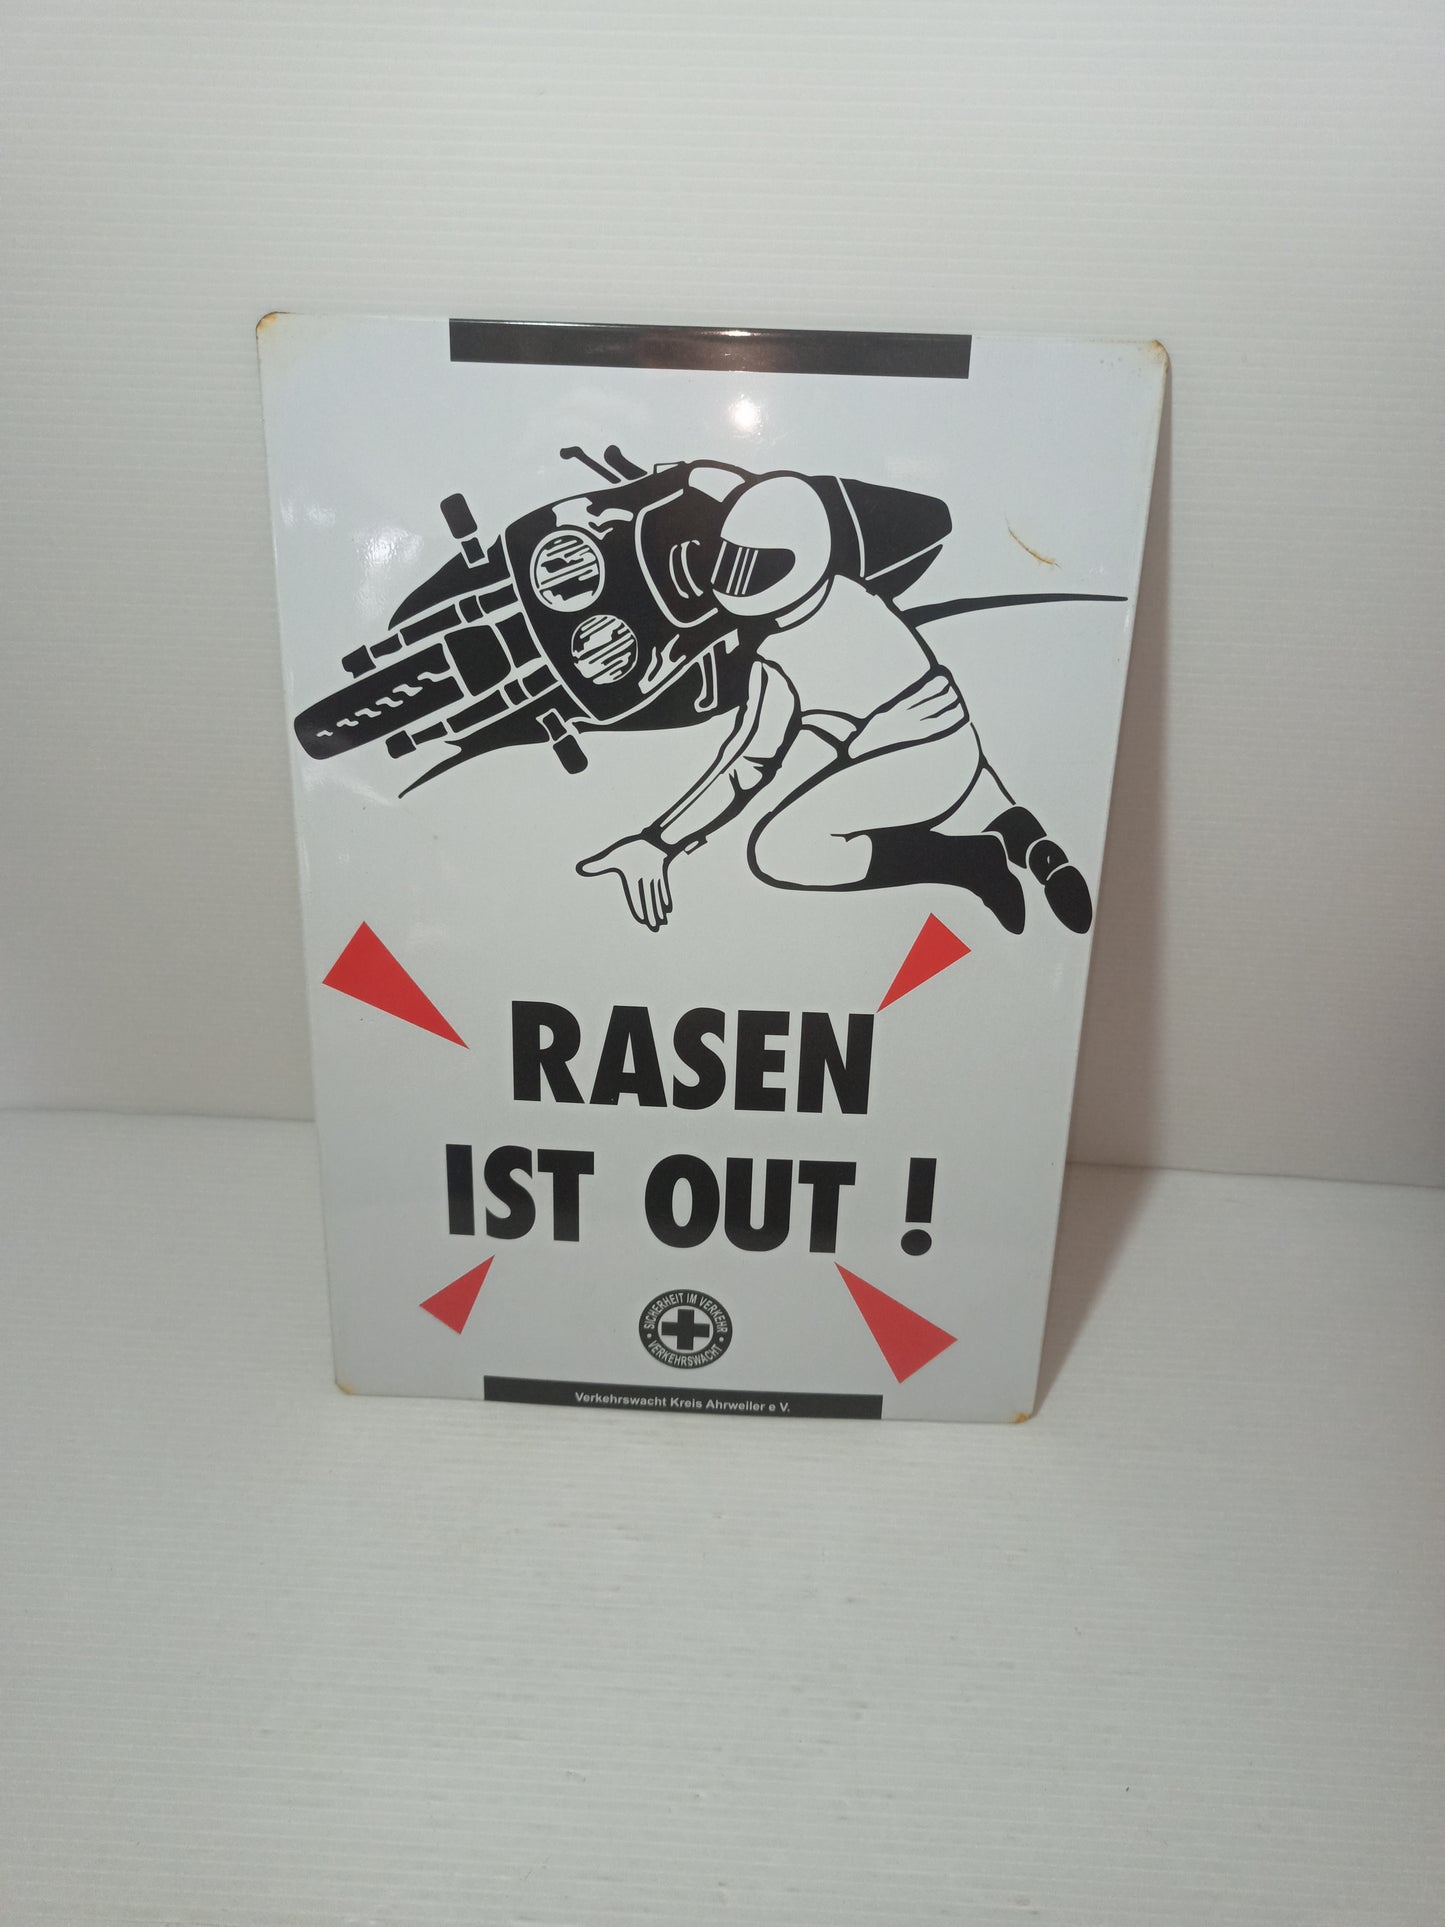 RASEN
IST OUT !
SICHERHEIT IM VERKEHR
• VERKEHRSWACHT •
Verkehrswacht Kreis Ahrweiler e V.